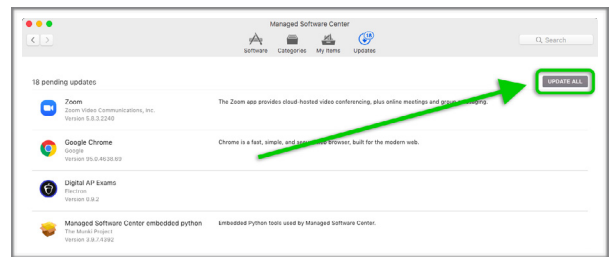 Managed Software Center
Software Categories My Items Updates
Search
18 pending updates
UPDATE ALL
Zoom
Zoom Video Communications, Inc.
Version 5.8.3.2240
The Zoom app provides cloud-hosted video conferencing, plus online meetings and group messaging.
Google Chrome
Google
Version 95.0.4638.69
Chrome is a fast, simple, and secure web browser, built for the modern web.
Digital AP Exams
Electron
Version 0.9.2
Managed Software Center embedded python
The Munki Project
Version 3.9.7.4392
Embedded Python tools used by Managed Software Center.